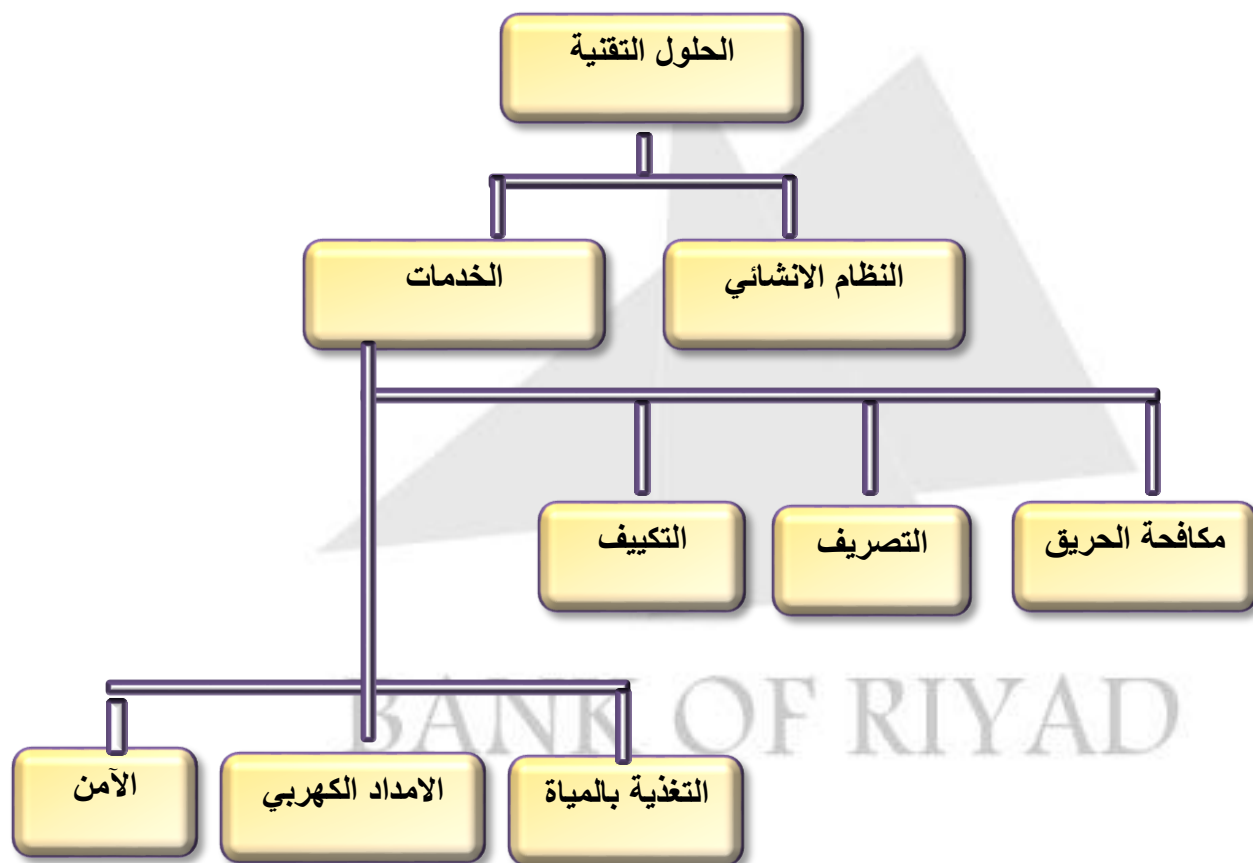 الحلول التقنية
النظام الانشائي
الخدمات
مكافحة الحريق
التصريف
التكييف
التغذية بالمياة
الامداد الكهربي
الآمن
BANK OF RIYAD